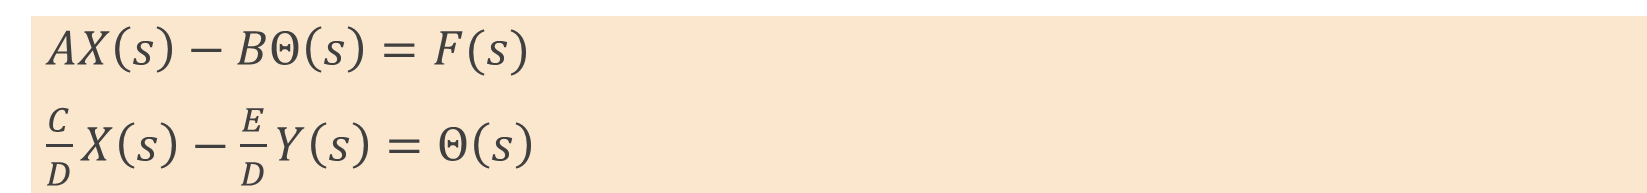 AX(s) − BΘ(s) = F(s)
C/D X(s) − E/D Y(s) = Θ(s)